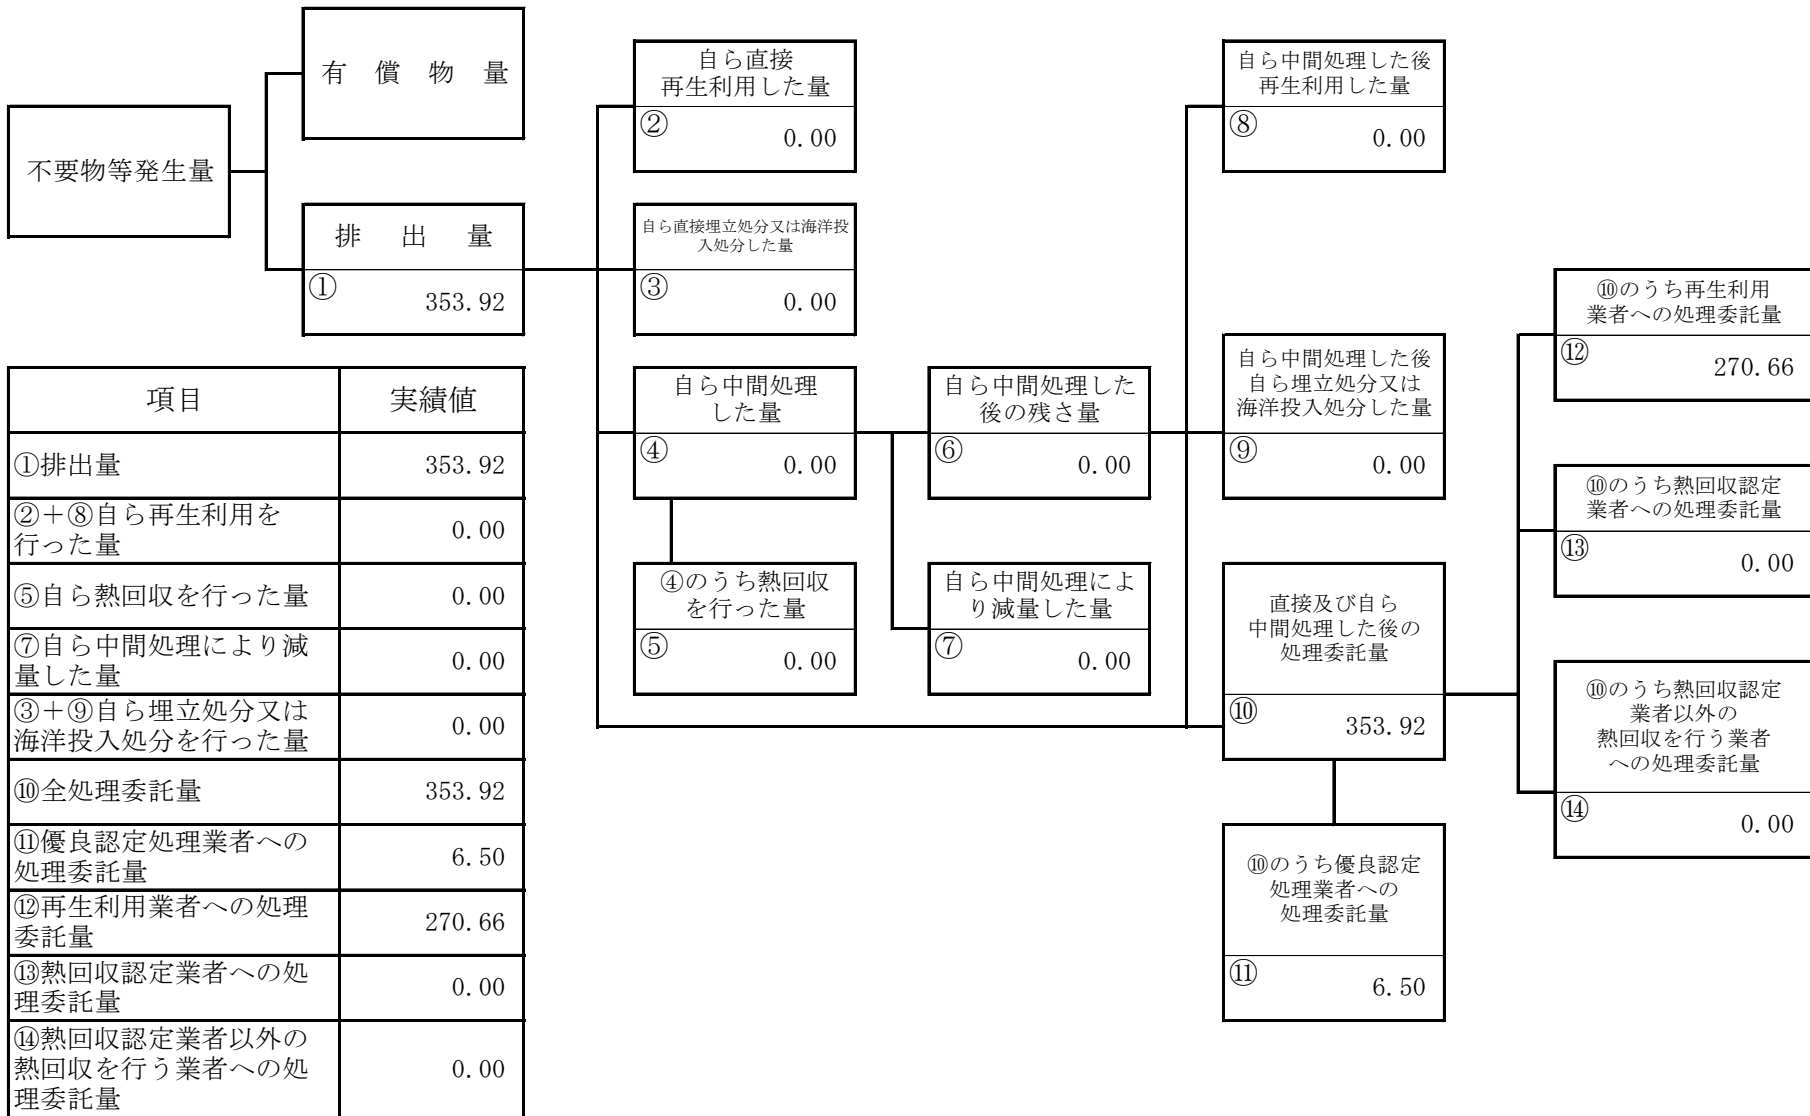 有償物量
不要物等発生量
排出量
①
353.92
自ら直接
再生利用した量
②
0.00
自ら直接埋立処分又は海洋投
入処分した量
③
0.00
自ら中間処理
した量
④
0.00
④のうち熱回収
を行った量
⑤
0.00
自ら中間処理した
後の残さ量
⑥
0.00
自ら中間処理によ
り減量した量
⑦
0.00
自ら中間処理した後
再生利用した量
⑧
0.00
自ら中間処理した後
自ら埋立処分又は
海洋投入処分した量
⑨
0.00
直接及び自ら
中間処理した後の
処理委託量
⑩
353.92
⑩のうち優良認定
処理業者への
処理委託量
⑪
6.50
⑩のうち再生利用
業者への処理委託量
⑫
270.66
⑩のうち熱回収認定
業者への処理委託量
⑬
0.00
⑩のうち熱回収認定
業者以外の
熱回収を行う業者
への処理委託量
⑭
0.00
項目 実績値
①排出量 353.92
②+⑧自ら再生利用を
行った量 0.00
⑤自ら熱回収を行った量 0.00
⑦自ら中間処理により減
量した量 0.00
③+⑨自ら埋立処分又は
海洋投入処分を行った量 0.00
⑩全処理委託量 353.92
⑪優良認定処理業者への
処理委託量 6.50
⑫再生利用業者への処理
委託量 270.66
⑬熱回収認定業者への処
理委託量 0.00
⑭熱回収認定業者以外の
熱回収を行う業者への処
理委託量 0.00